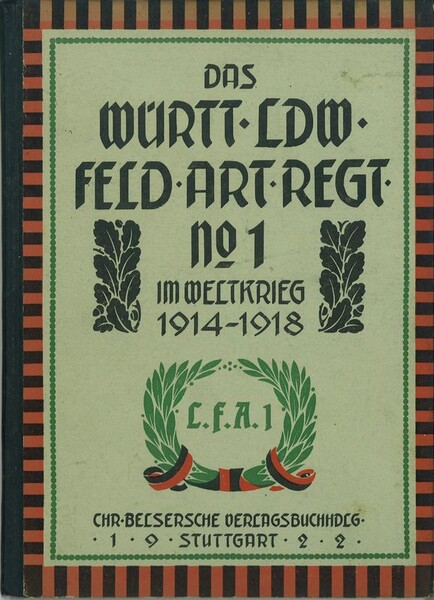 DAS
WÜRTT·LDW·
FELD·ART·REGT·
No 1
IM WELTKRIEG
1914-1918
L.F.A.1
CHR·BELSERSCHE VERLAGSBUCHHDLG·
·1·9·STUTTGART·2·2·